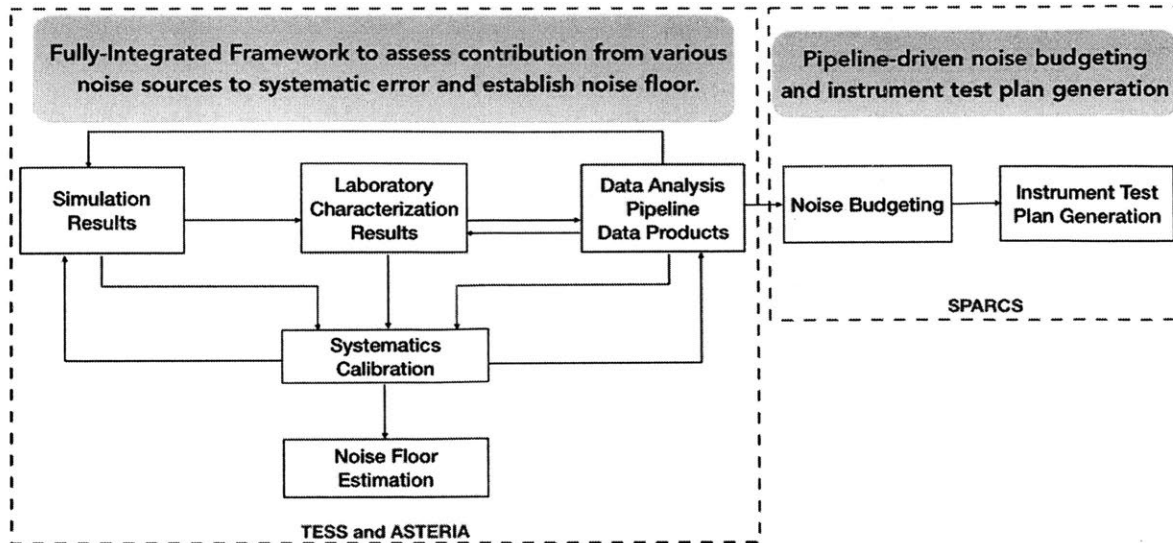 Fully-Integrated Framework to assess contribution from various
noise sources to systematic error and establish noise floor.
Pipeline-driven noise budgeting
and instrument test plan generation
Simulation
Results
Laboratory
Characterization
Results
Data Analysis
Pipeline
Data Products
Noise Budgeting
Instrument Test
Plan Generation
SPARCS
Systematics
Calibration
Noise Floor
Estimation
TESS and ASTERIA